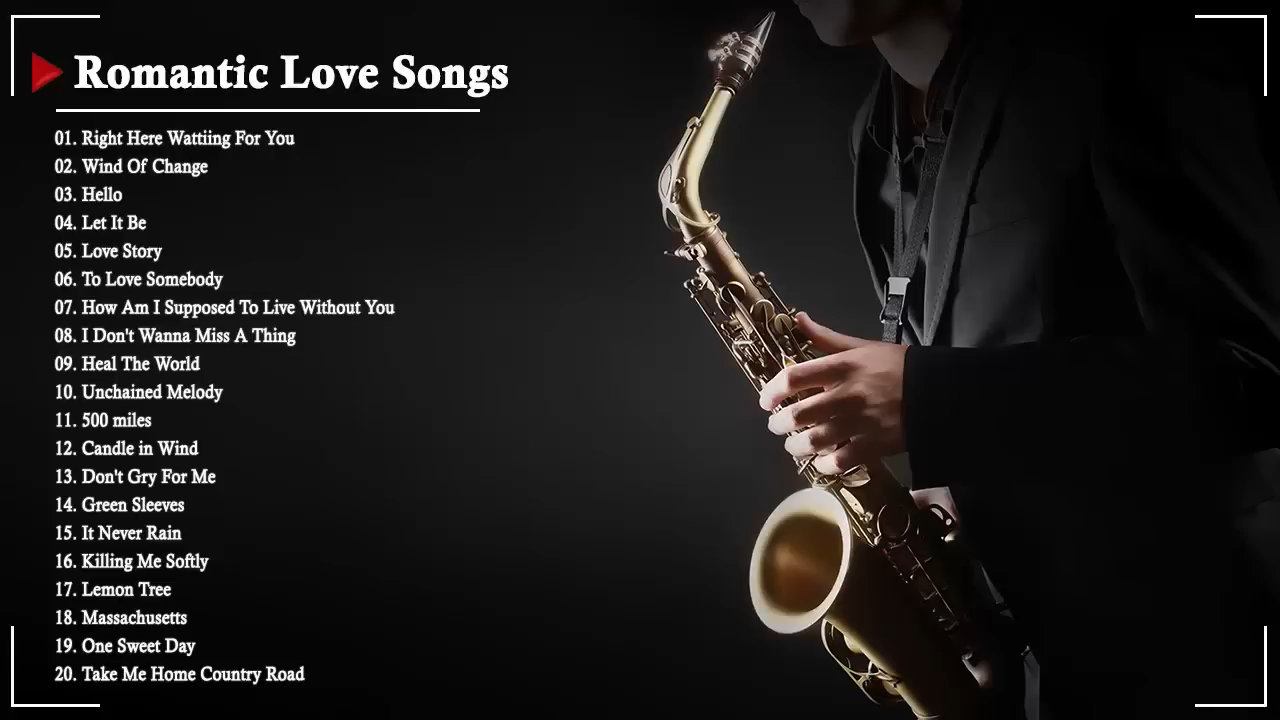 Romantic Love Songs
01. Right Here Wattiing For You
02. Wind Of Change
03. Hello
04. Let It Be
05. Love Story
06. To Love Somebody
07. How Am I Supposed To Live Without You
08. I Don't Wanna Miss A Thing
09. Heal The World
10. Unchained Melody
11. 500 miles
12. Candle in Wind
13. Don't Gry For Me
14. Green Sleeves
15. It Never Rain
16. Killing Me Softly
17. Lemon Tree
18. Massachusetts
19. One Sweet Day
20. Take Me Home Country Road